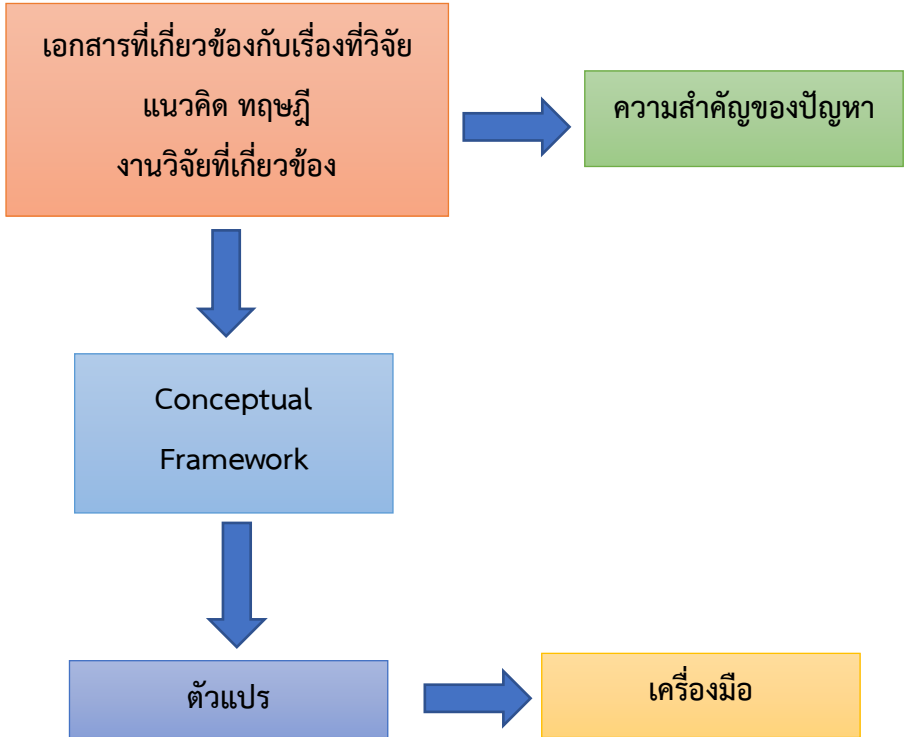 เอกสารที่เกี่ยวข้องกับเรื่องที่วิจัย
แนวคิด ทฤษฎี
งานวิจัยที่เกี่ยวข้อง
ความสำคัญของปัญหา
Conceptual
Framework
ตัวแปร
เครื่องมือ